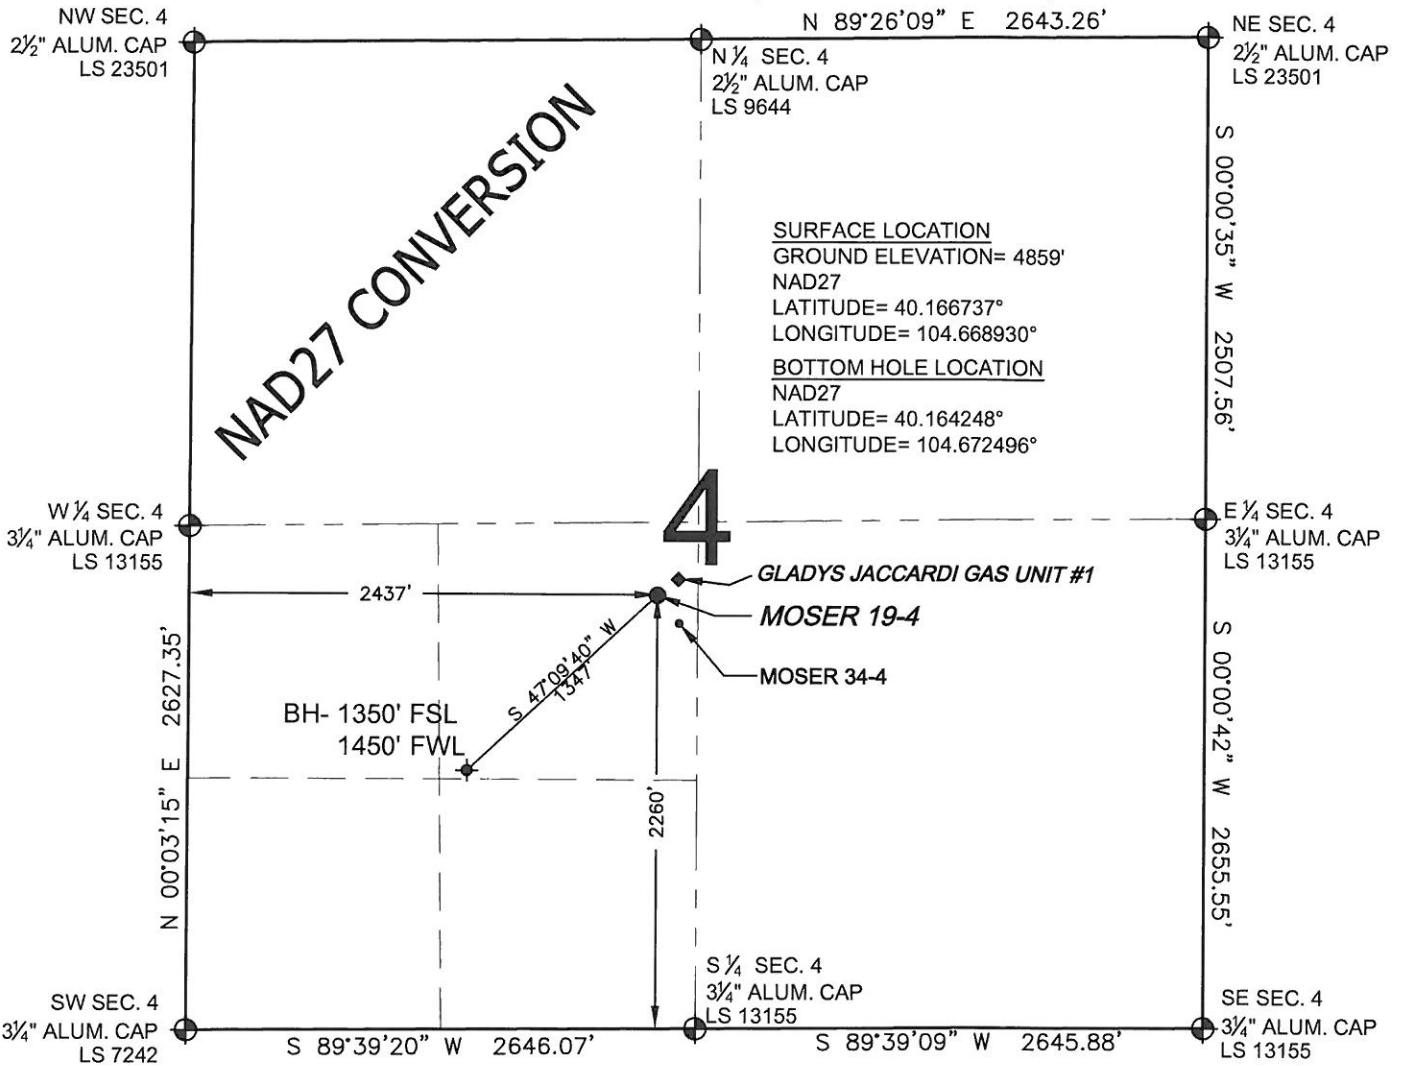 NW SEC. 4
2½" ALUM. CAP
LS 23501
N 89°26'09" E 2643.26'
NE SEC. 4
2½" ALUM. CAP
LS 23501
N ¼ SEC. 4
2½" ALUM. CAP
LS 9644
NAD27 CONVERSION
S 00°00'35" W 2507.56'
SURFACE LOCATION
GROUND ELEVATION= 4859'
NAD27
LATITUDE= 40.166737°
LONGITUDE= 104.668930°
BOTTOM HOLE LOCATION
NAD27
LATITUDE= 40.164248°
LONGITUDE= 104.672496°
4
W ¼ SEC. 4
3¼" ALUM. CAP
LS 13155
E ¼ SEC. 4
3¼" ALUM. CAP
LS 13155
GLADYS JACCARDI GAS UNIT #1
2437'
MOSER 19-4
MOSER 34-4
S 47°09'40" W
1347'
BH- 1350' FSL
1450' FWL
2260'
N 00°03'15" E 2627.35'
S 00°00'42" W 2655.55'
S ¼ SEC. 4
3¼" ALUM. CAP
LS 13155
SW SEC. 4
3¼" ALUM. CAP
LS 7242
S 89°39'20" W 2646.07'
S 89°39'09" W 2645.88'
SE SEC. 4
3¼" ALUM. CAP
LS 13155